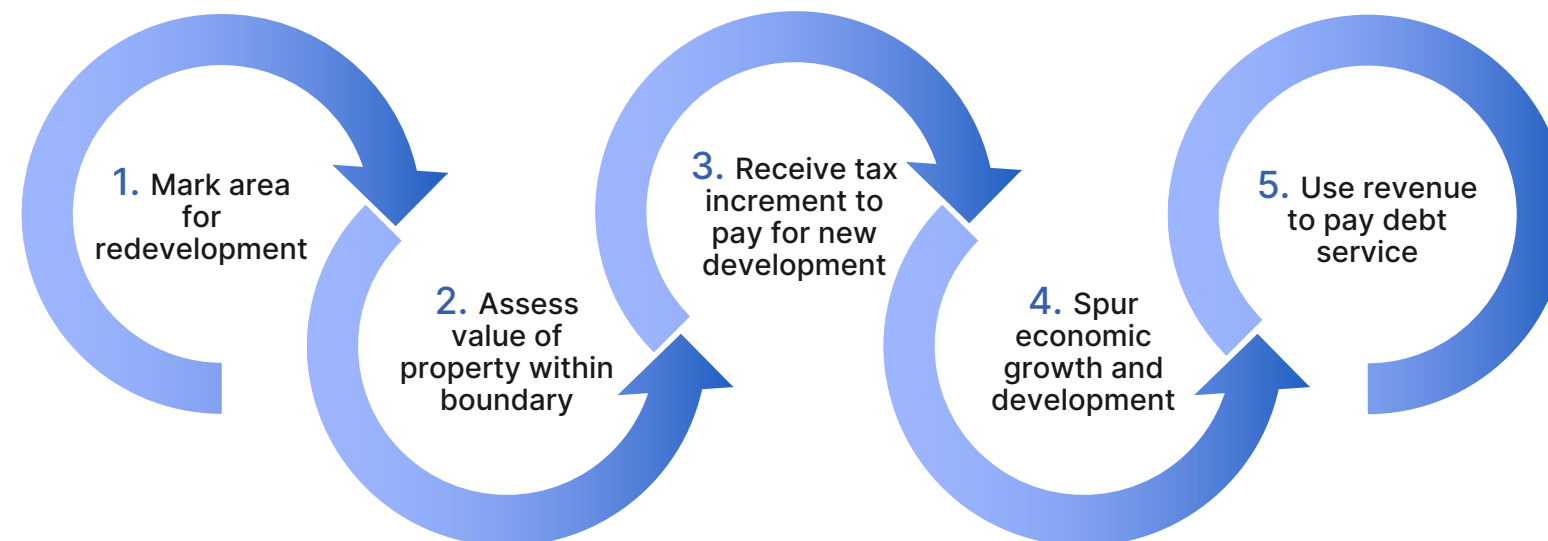 1. Mark area
for
redevelopment
2. Assess
value of
property within
boundary
3. Receive tax
increment to
pay for new
development
4. Spur
economic
growth and
development
5. Use revenue
to pay debt
service